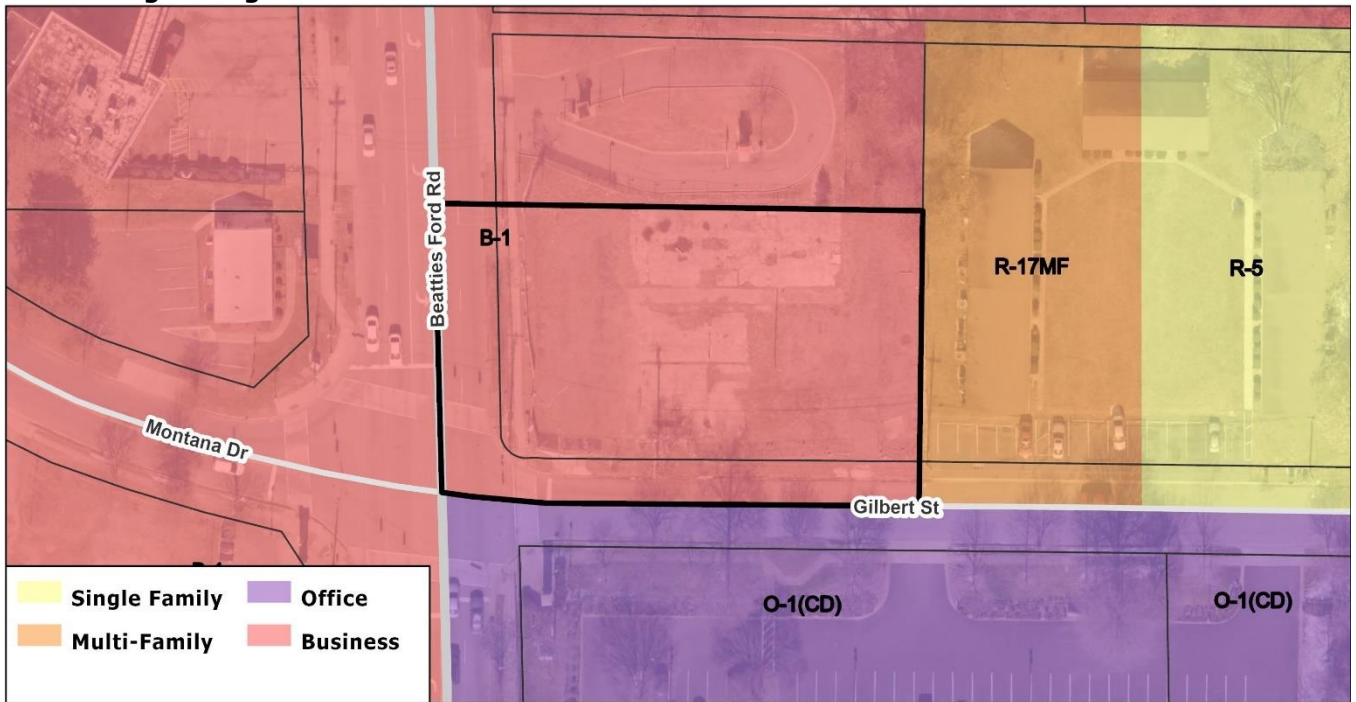 Beatties Ford Rd
B-1
R-17MF
R-5
Montana Dr
Gilbert St
O-1(CD)
O-1(CD)
Single Family
Office
Multi-Family
Business